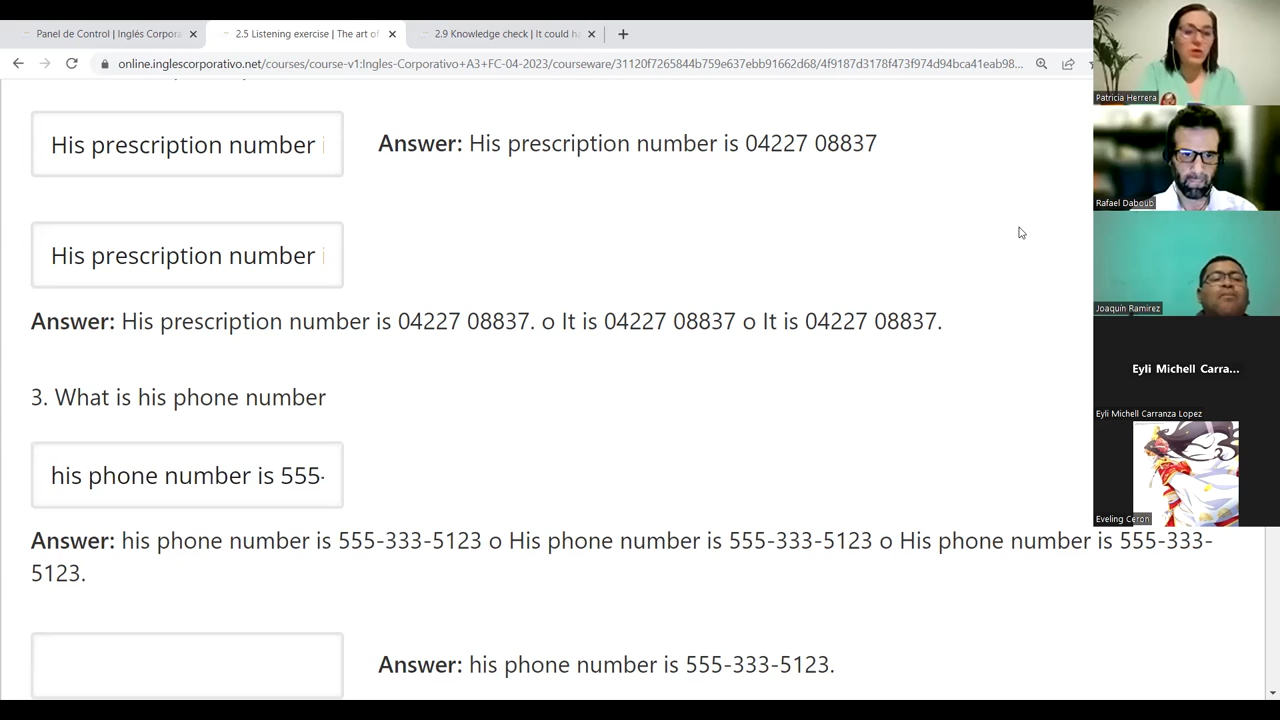 Panel de Control | Inglés Corpora
2.5 Listening exercise | The art of
2.9 Knowledge check | It could ha
online.inglescorporativo.net/courses/course-v1:Ingles-Corporativo+A3+FC-04-2023/courseware/31120f7265844b759e637ebb91662d68/4f9187d3178f473f974d94bca41eab98...
His prescription number
Answer: His prescription number is 04227 08837
His prescription number
Answer: His prescription number is 04227 08837. o It is 04227 08837 o It is 04227 08837.
3. What is his phone number
his phone number is 555-
Answer: his phone number is 555-333-5123 o His phone number is 555-333-5123 o His phone number is 555-333-
5123.
Answer: his phone number is 555-333-5123.
Patricia Herrera
Rafael Daboub
Joaquín Ramirez
Eyli Michell Carra...
Eyli Michell Carranza Lopez
Eveling Ceron